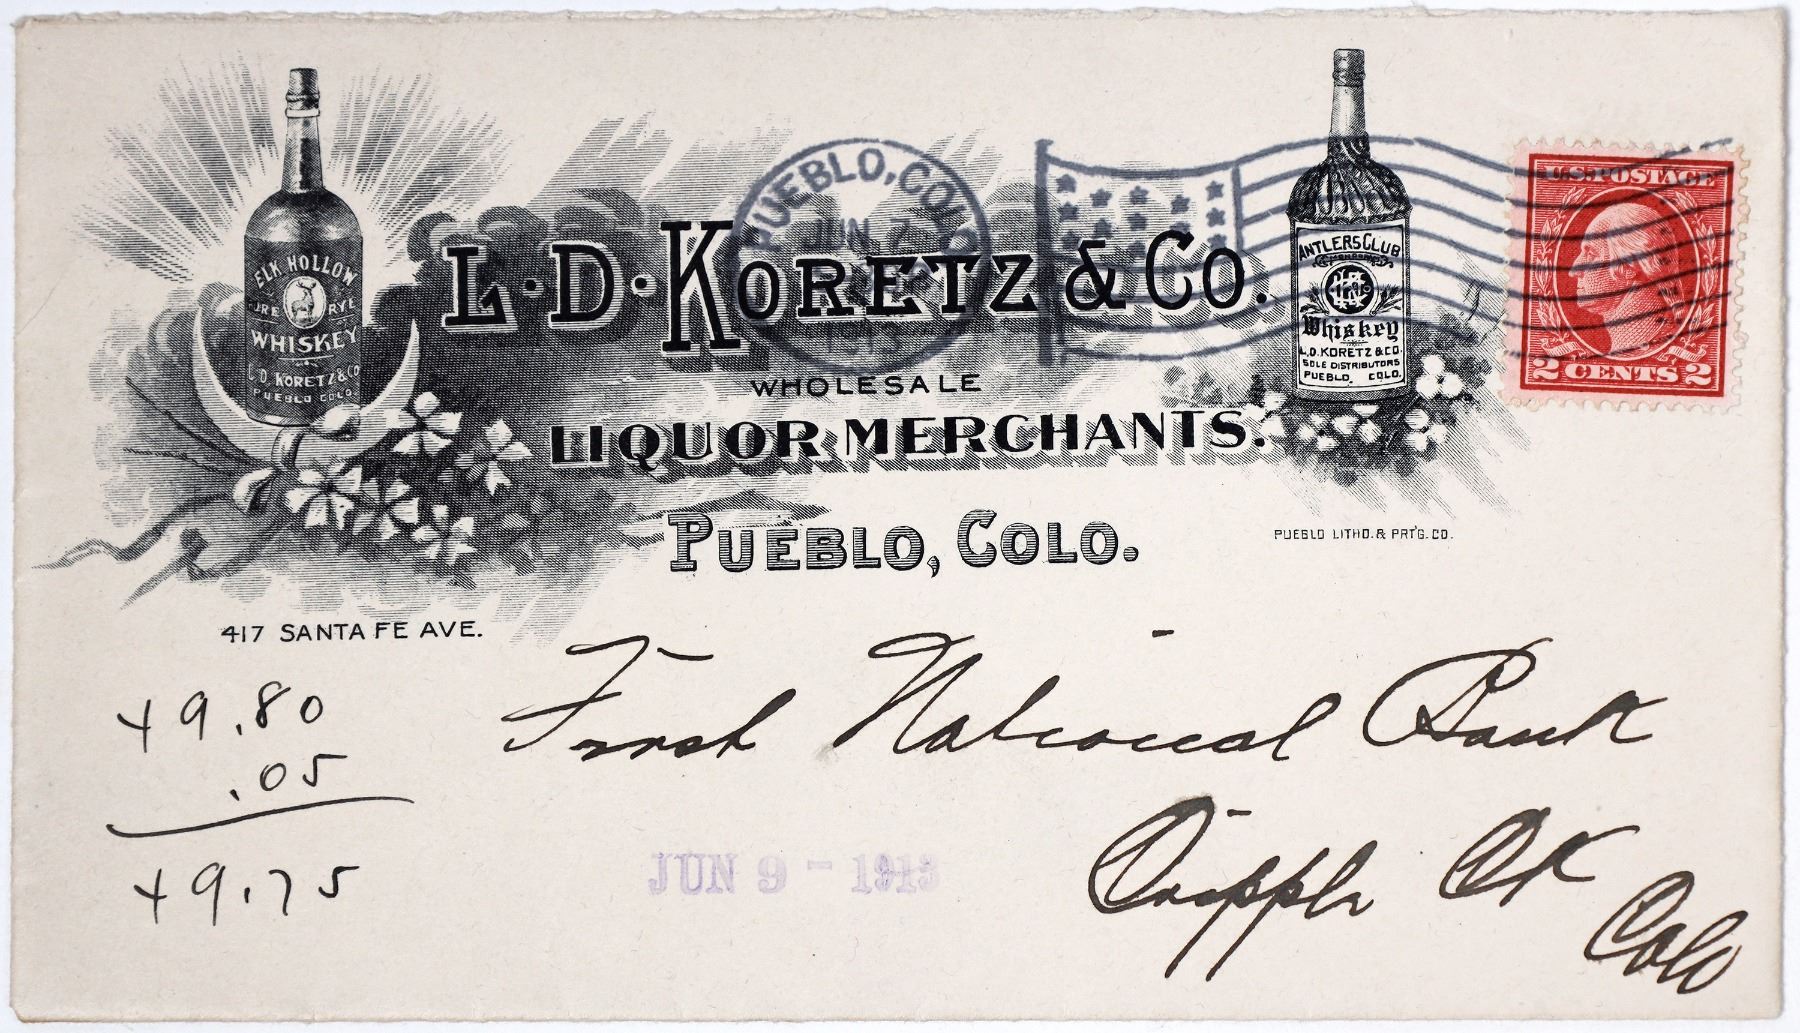 ELK HOLLOW
PURE RYE
WHISKEY
L.D. KORETZ & CO
PUEBLO COLO.
L. D. KORETZ & CO.
WHOLESALE
LIQUOR MERCHANTS.
PUEBLO, COLO.
417 SANTA FE AVE.
PUEBLO, COLO.
JUN 7
1913
ANTLERS CLUB
Whiskey
L.D. KORETZ & CO.
SOLE DISTRIBUTORS
PUEBLO, COLO.
U.S. POSTAGE
2 CENTS 2
PUEBLO LITHO. & PRT'G. CO.
49.80
.05
49.75
First National Bank
Cripple Ck
Colo
JUN 9 - 1913